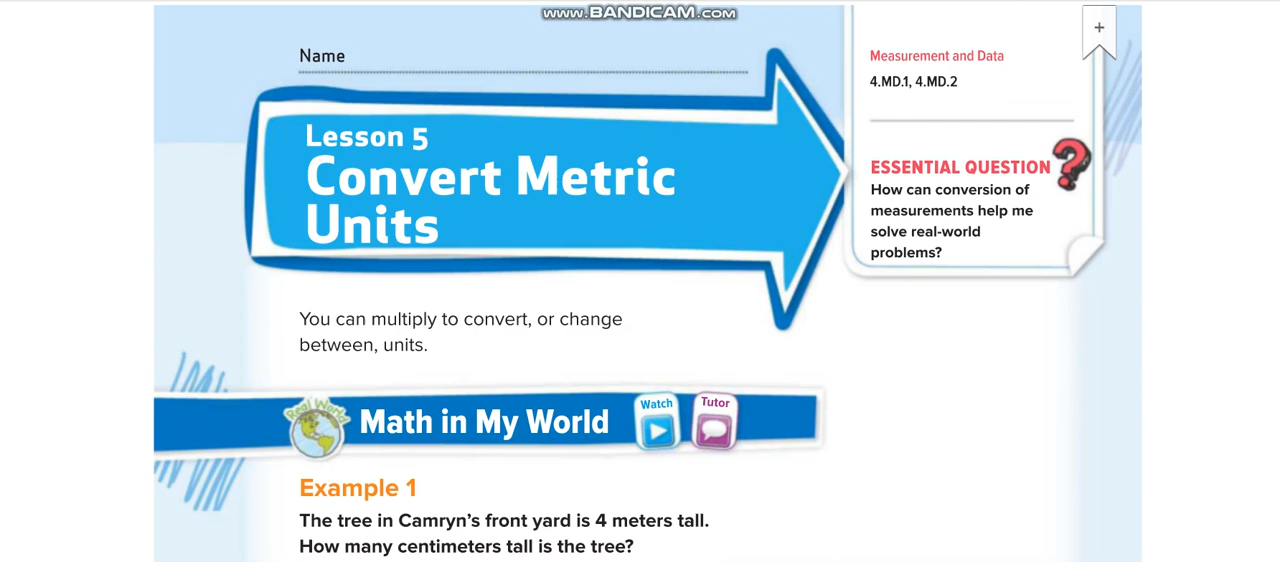 www.BANDICAM.com
Name
Lesson 5
Convert Metric
Units
Measurement and Data
4.MD.1, 4.MD.2
ESSENTIAL QUESTION
How can conversion of
measurements help me
solve real-world
problems?
You can multiply to convert, or change
between, units.
Real World
Math in My World
Watch
Tutor
Example 1
The tree in Camryn’s front yard is 4 meters tall.
How many centimeters tall is the tree?